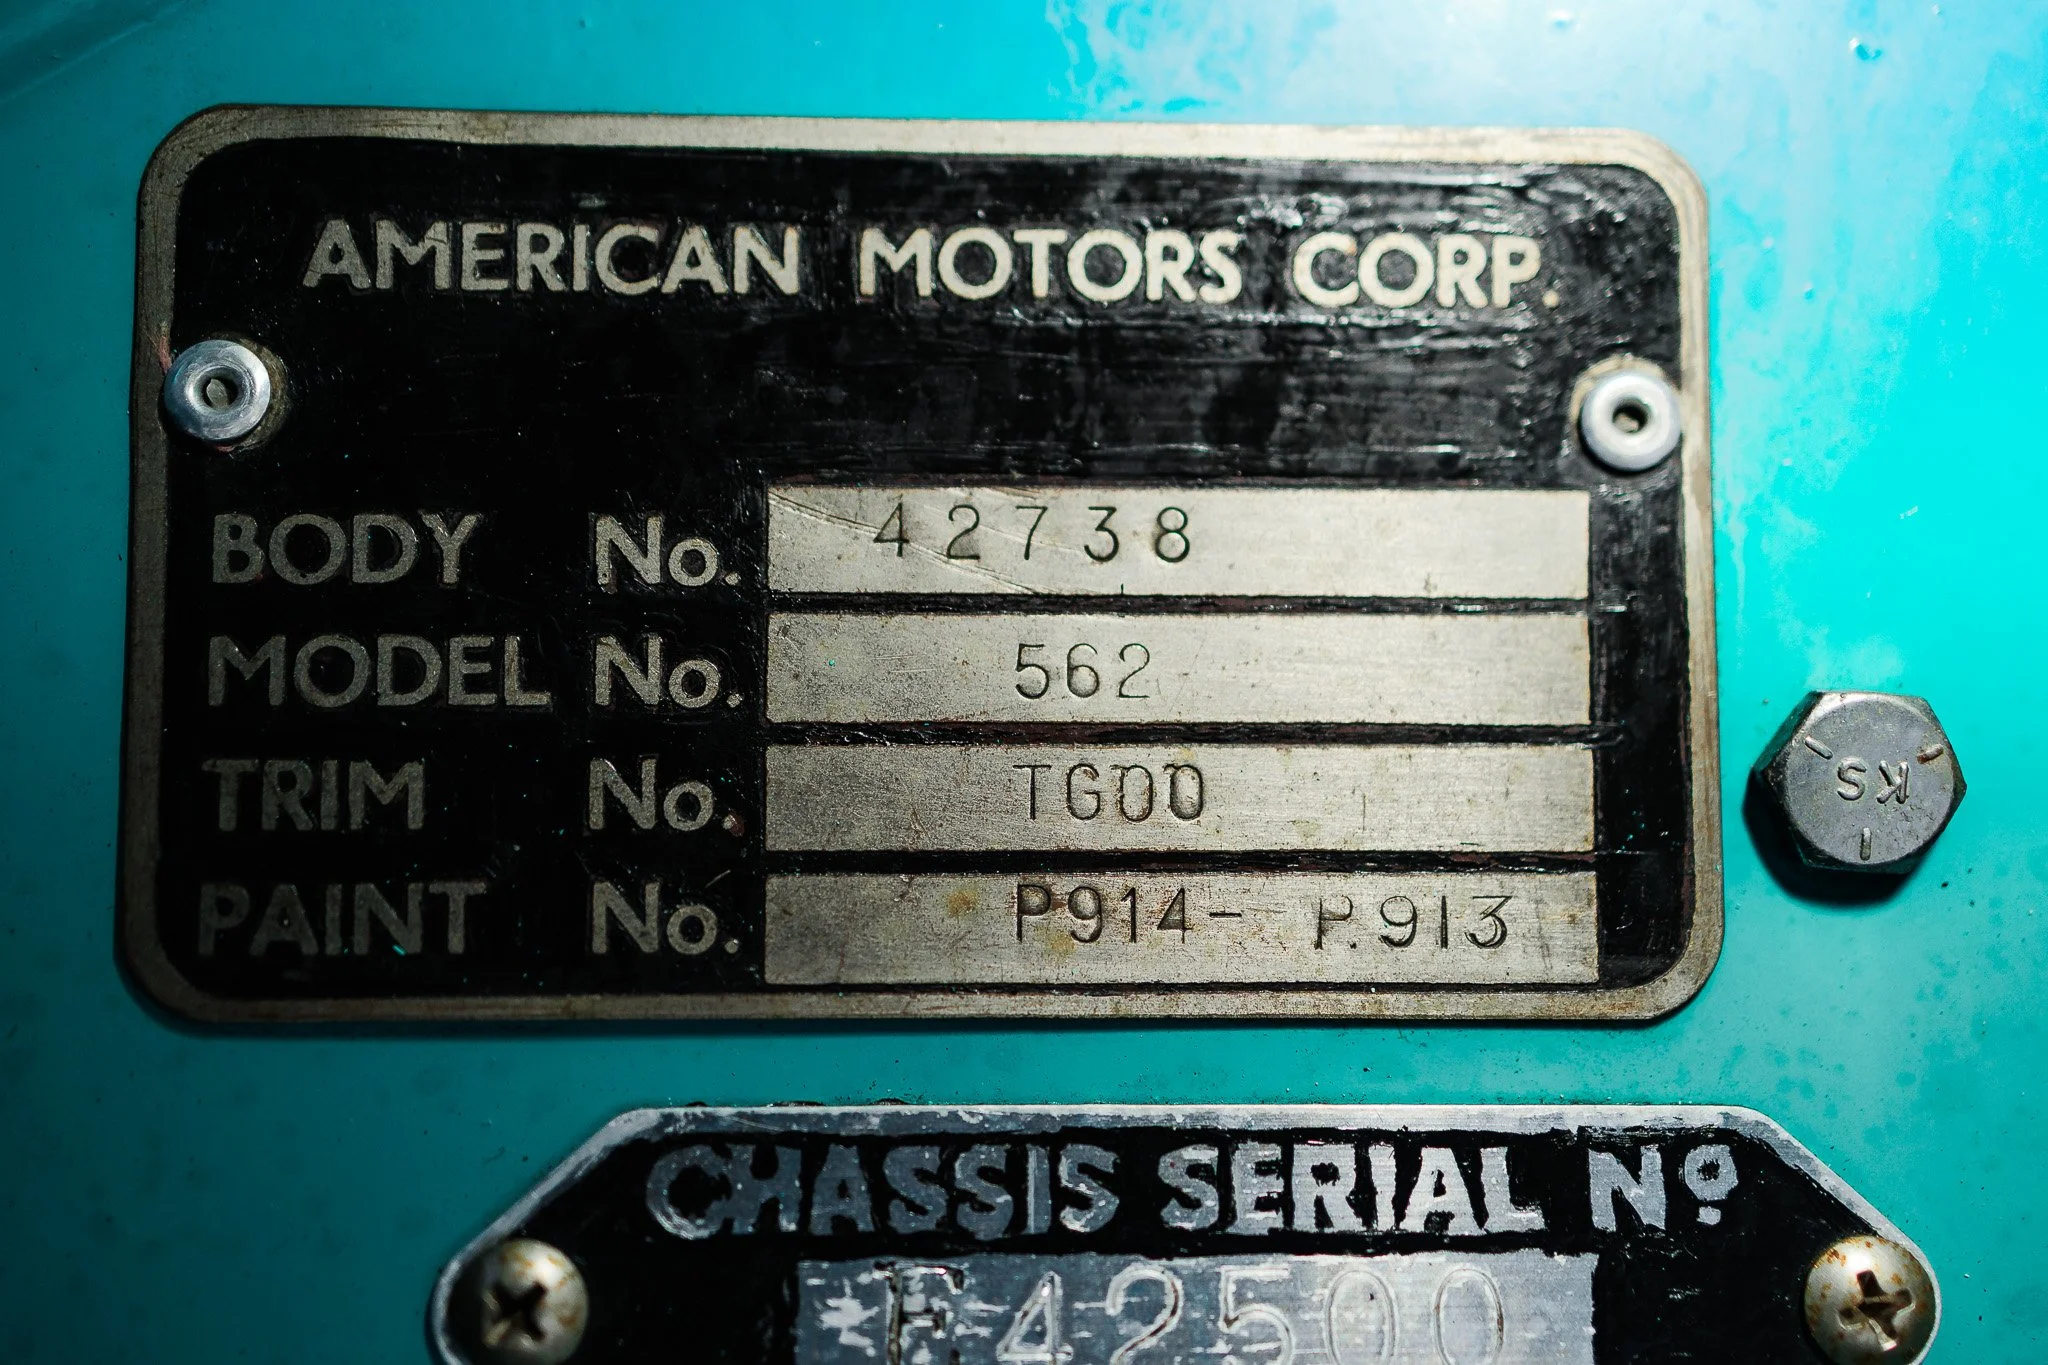 AMERICAN MOTORS CORP.
BODY No. 42738
MODEL No. 562
TRIM No. TG00
PAINT No. P914- P.913
KS
CHASSIS SERIAL Nº
E42500